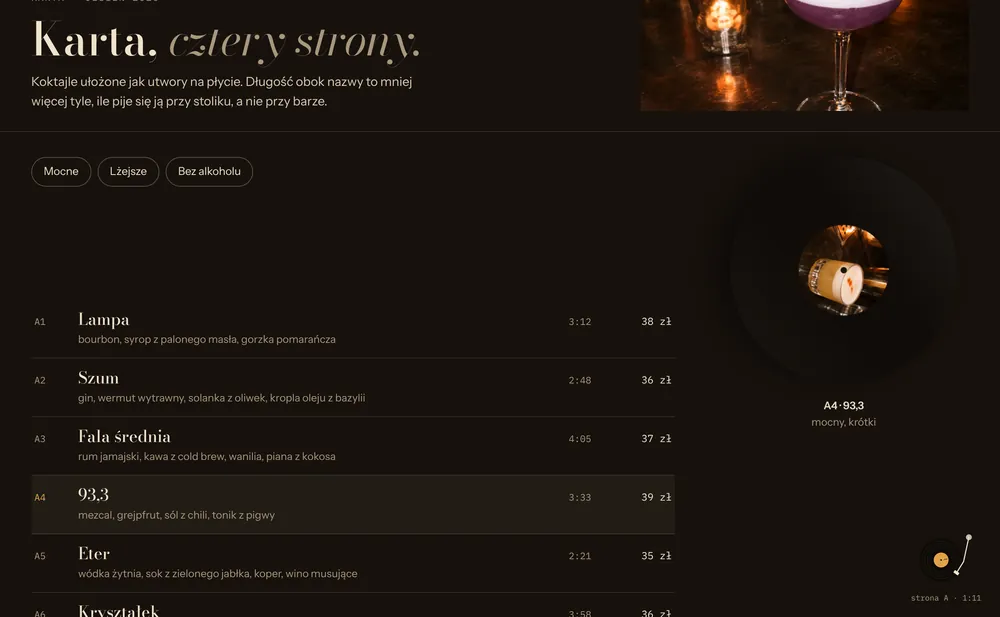 Karta, cztery strony.
Koktajle ułożone jak utwory na płycie. Długość obok nazwy to mniej
więcej tyle, ile pije się ją przy stoliku, a nie przy barze.
Mocne Lżejsze Bez alkoholu
A1 Lampa 3:12 38 zł
bourbon, syrop z palonego masła, gorzka pomarańcza
A2 Szum 2:48 36 zł
gin, wermut wytrawny, solanka z oliwek, kropla oleju z bazylii
A3 Fala średnia 4:05 37 zł
rum jamajski, kawa z cold brew, wanilia, piana z kokosa
A4 93,3 3:33 39 zł
mezcal, grejpfrut, sól z chili, tonik z pigwy
A5 Eter 2:21 35 zł
wódka żytnia, sok z zielonego jabłka, koper, wino musujące
A6 Kryształek 3:58 36 zł
A4 · 93,3
mocny, krótki
strona A · 1:11